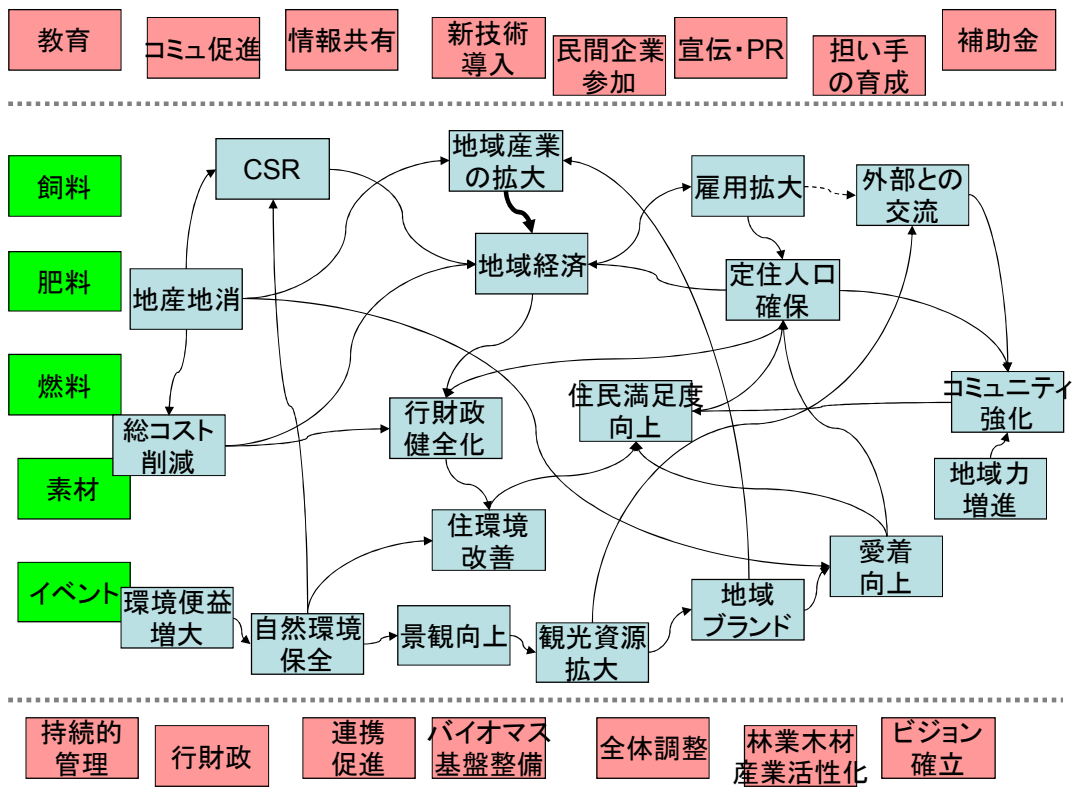 教育
コミュ促進
情報共有
新技術
導入
民間企業
参加
宣伝・PR
担い手
の育成
補助金
飼料
CSR
地域産業
の拡大
雇用拡大
外部との
交流
肥料
地産地消
地域経済
定住人口
確保
燃料
総コスト
削減
行財政
健全化
住民満足度
向上
コミュニティ
強化
素材
住環境
改善
地域力
増進
愛着
向上
イベント
環境便益
増大
自然環境
保全
景観向上
観光資源
拡大
地域
ブランド
持続的
管理
行財政
連携
促進
バイオマス
基盤整備
全体調整
林業木材
産業活性化
ビジョン
確立